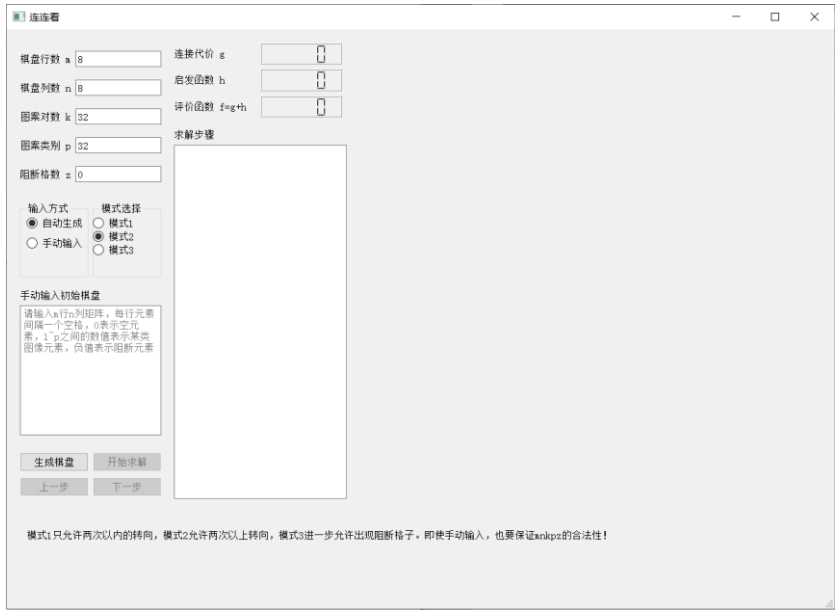 连连看
棋盘行数 m 8
棋盘列数 n 8
图案对数 k 32
图案类别 p 32
阻断格数 z 0
输入方式
自动生成
手动输入
模式选择
模式1
模式2
模式3
手动输入初始棋盘
请输入m行n列矩阵，每行元素
间隔一个空格，0表示空元
素，1~p之间的数值表示某类
图像元素，负值表示阻断元素
生成棋盘 开始求解
上一步 下一步
连接代价 g 0
启发函数 h 0
评价函数 f=g+h 0
求解步骤
模式1只允许两次以内的转向，模式2允许两次以上转向，模式3进一步允许出现阻断格子。即使手动输入，也要保证mnkpz的合法性！